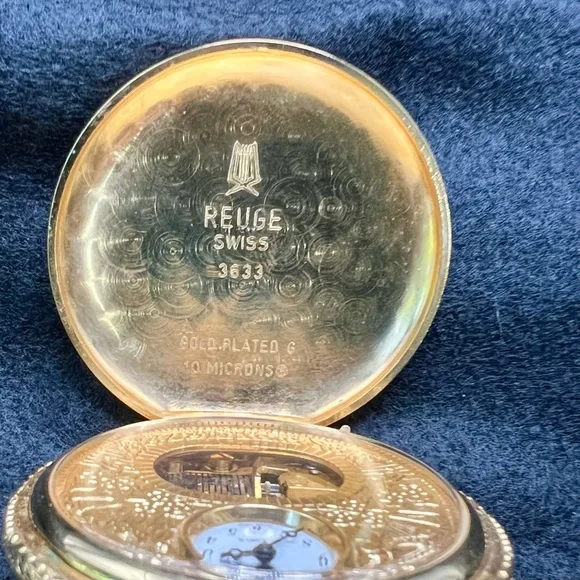 REUGE
SWISS
3633
GOLD PLATED G
10 MICRONS